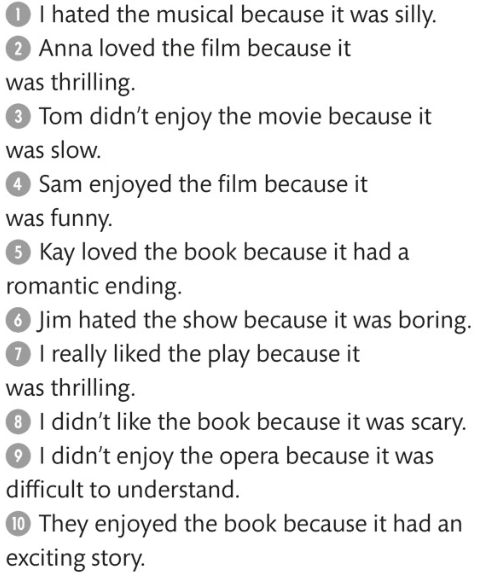 1 I hated the musical because it was silly.
2 Anna loved the film because it
was thrilling.
3 Tom didn’t enjoy the movie because it
was slow.
4 Sam enjoyed the film because it
was funny.
5 Kay loved the book because it had a
romantic ending.
6 Jim hated the show because it was boring.
7 I really liked the play because it
was thrilling.
8 I didn’t like the book because it was scary.
9 I didn’t enjoy the opera because it was
difficult to understand.
10 They enjoyed the book because it had an
exciting story.